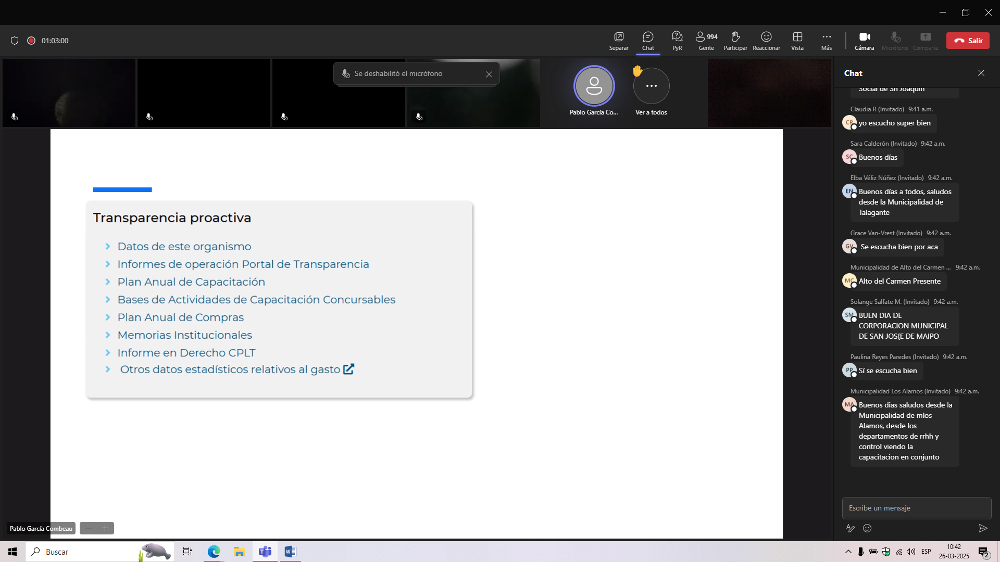 01:03:00
Separar
Chat
PyR
994
Gente
Participar
Reaccionar
Vista
Más
Cámara
Micrófono
Comparte
Salir
Se deshabilitó el micrófono
Pablo García Co...
Ver a todos
Transparencia proactiva
Datos de este organismo
Informes de operación Portal de Transparencia
Plan Anual de Capacitación
Bases de Actividades de Capacitación Concursables
Plan Anual de Compras
Memorias Institucionales
Informe en Derecho CPLT
Otros datos estadísticos relativos al gasto
Pablo García Combeau
Chat
Social de Sn Joaquin
Claudia R (Invitado) 9:41 a.m.
CR
yo escucho super bien
Sara Calderón (Invitado) 9:42 a.m.
SC
Buenos días
Elba Véliz Núñez (Invitado) 9:42 a.m.
EN
Buenos días a todos, saludos
desde la Municipalidad de
Talagante
Grace Van-Vrest (Invitado) 9:42 a.m.
GV
Se escucha bien por aca
Municipalidad de Alto del Carmen ... 9:42 a.m.
MC
Alto del Carmen Presente
Solange Salfate M. (Invitado) 9:42 a.m.
SM
BUEN DIA DE
CORPORACION MUNICIPAL
DE SAN JOS{E DE MAIPO
Paulina Reyes Paredes (Invitado) 9:42 a.m.
PP
Sí se escucha bien
Municipalidad Los Alamos (Invitado) 9:42 a.m.
MA
Buenos dias saludos desde la
Municipalidad de mlos
Alamos, desde los
departamentos de rrhh y
control viendo la
capacitacion en conjunto
Escribe un mensaje
Buscar
ESP
10:42
26-03-2025
2